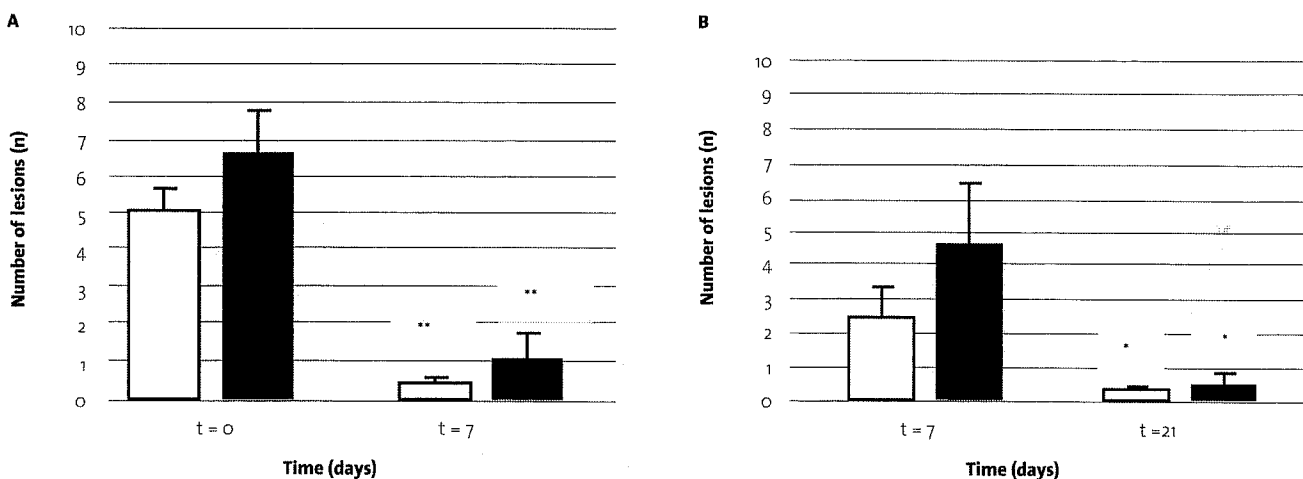 A
Number of lesions (n)
10
9
8
7
6
5
4
3
2
1
0
**
**
t = 0
t = 7
Time (days)
B
Number of lesions (n)
10
9
8
7
6
5
4
3
2
1
0
*
*
t = 7
t =21
Time (days)